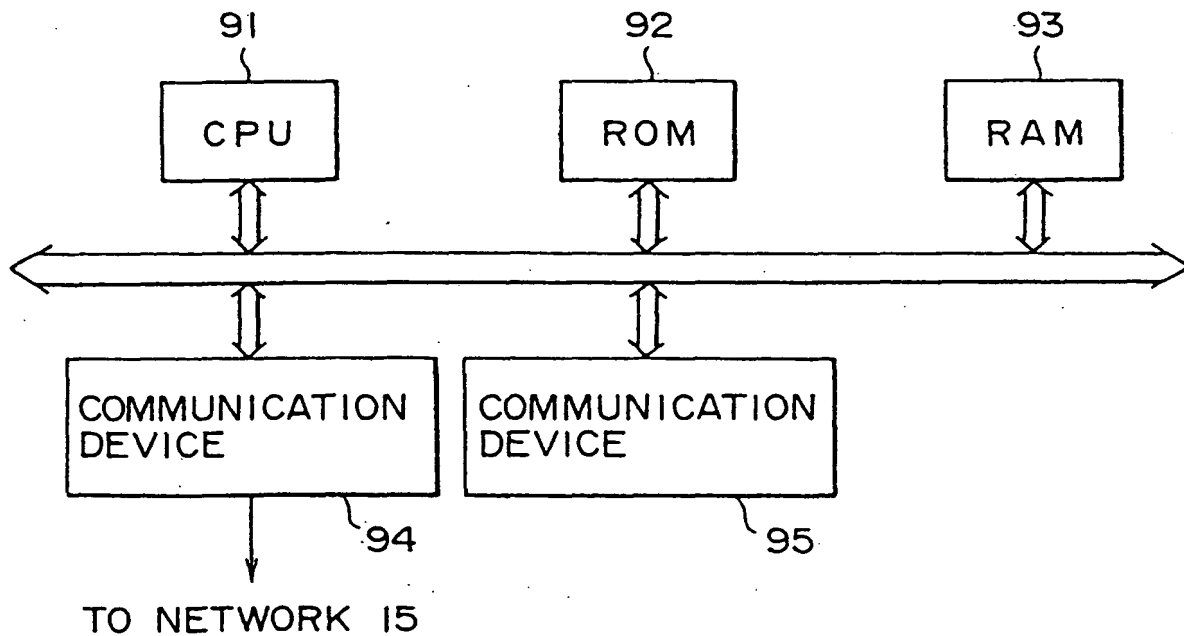 91
92
93
CPU
ROM
RAM
COMMUNICATION
DEVICE
COMMUNICATION
DEVICE
94
95
TO NETWORK 15